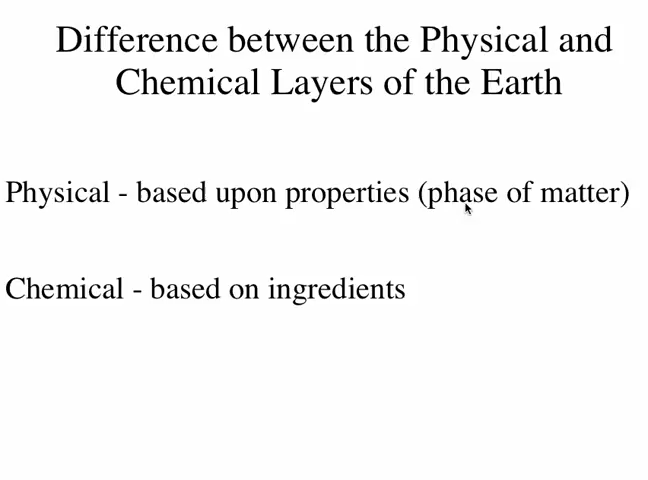 Difference between the Physical and
Chemical Layers of the Earth
Physical - based upon properties (phase of matter)
Chemical - based on ingredients